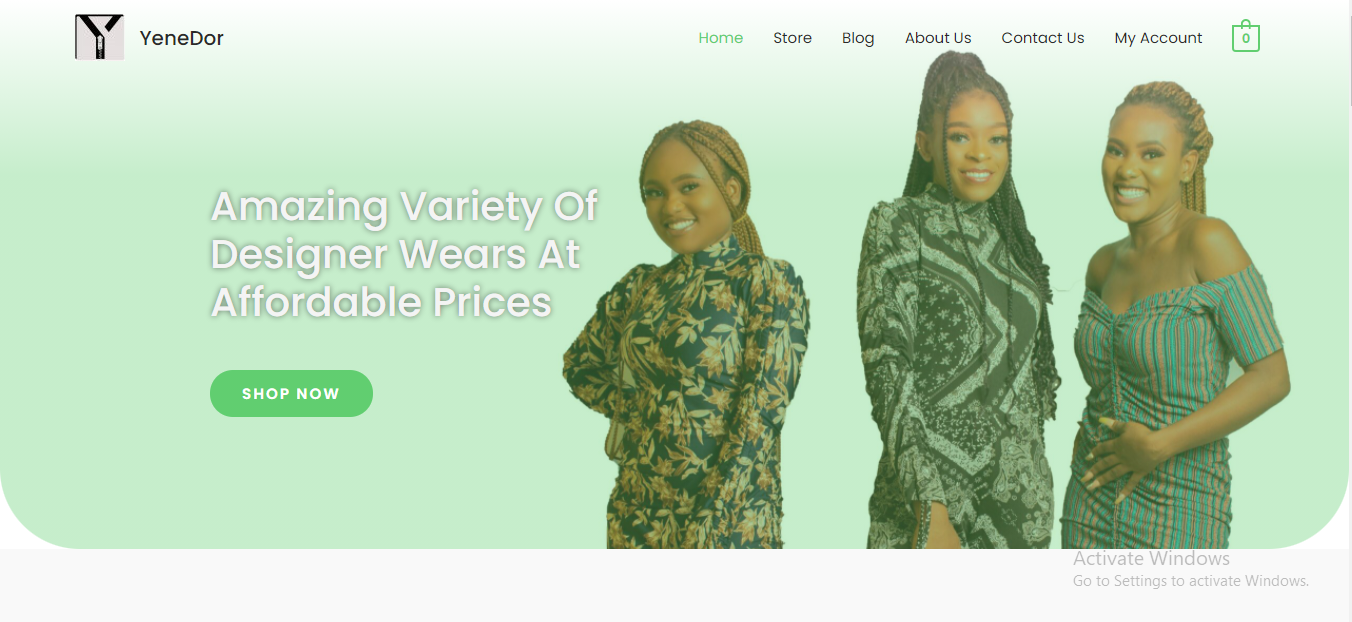 YeneDor
Home Store Blog About Us Contact Us My Account 0
Amazing Variety Of
Designer Wears At
Affordable Prices
SHOP NOW
Activate Windows
Go to Settings to activate Windows.